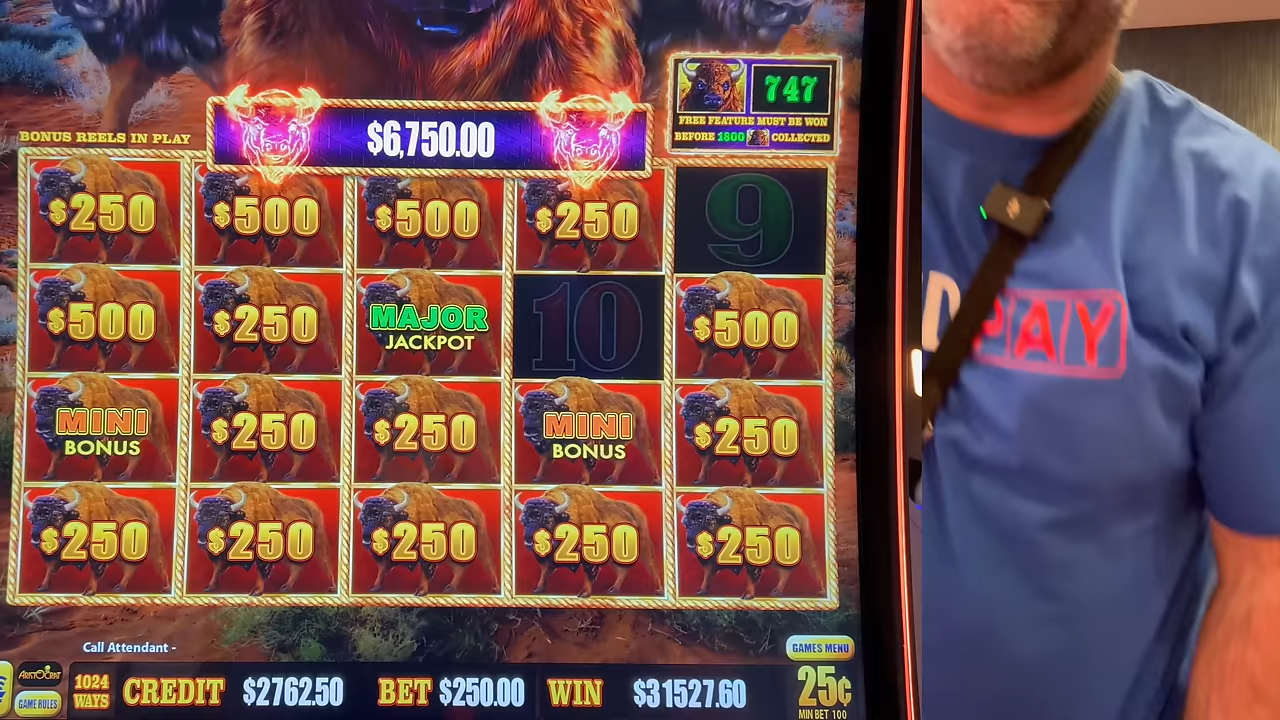 747
FREE FEATURE MUST BE WON
BEFORE 1800 COLLECTED
BONUS REELS IN PLAY
$6,750.00
$250 $500 $500 $250 9
$500 $250 MAJOR JACKPOT 10 $500
MINI BONUS $250 $250 MINI BONUS $250
$250 $250 $250 $250 $250
PAY
Call Attendant -
GAMES MENU
ARISTOCRAT
GAME RULES
1024 WAYS
CREDIT $2762.50 BET $250.00 WIN $31527.60
25¢
MIN BET 100